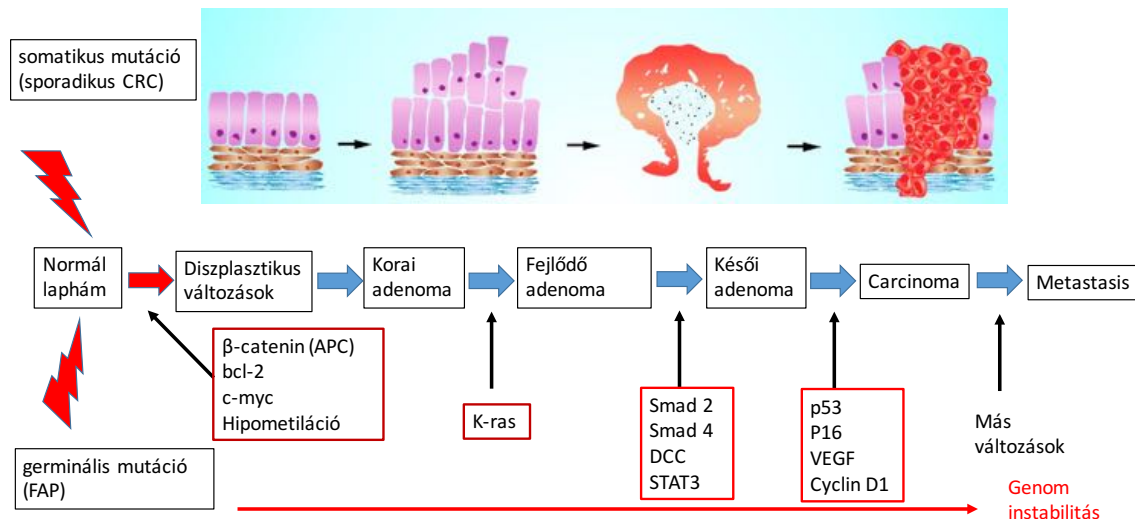 somatikus mutáció
(sporadikus CRC)
Normál
laphám
Diszplasztikus
változások
Korai
adenoma
Fejlődő
adenoma
Késői
adenoma
Carcinoma
Metastasis
β-catenin (APC)
bcl-2
c-myc
Hipometiláció
K-ras
Smad 2
Smad 4
DCC
STAT3
p53
P16
VEGF
Cyclin D1
Más
változások
germinális mutáció
(FAP)
Genom
instabilitás